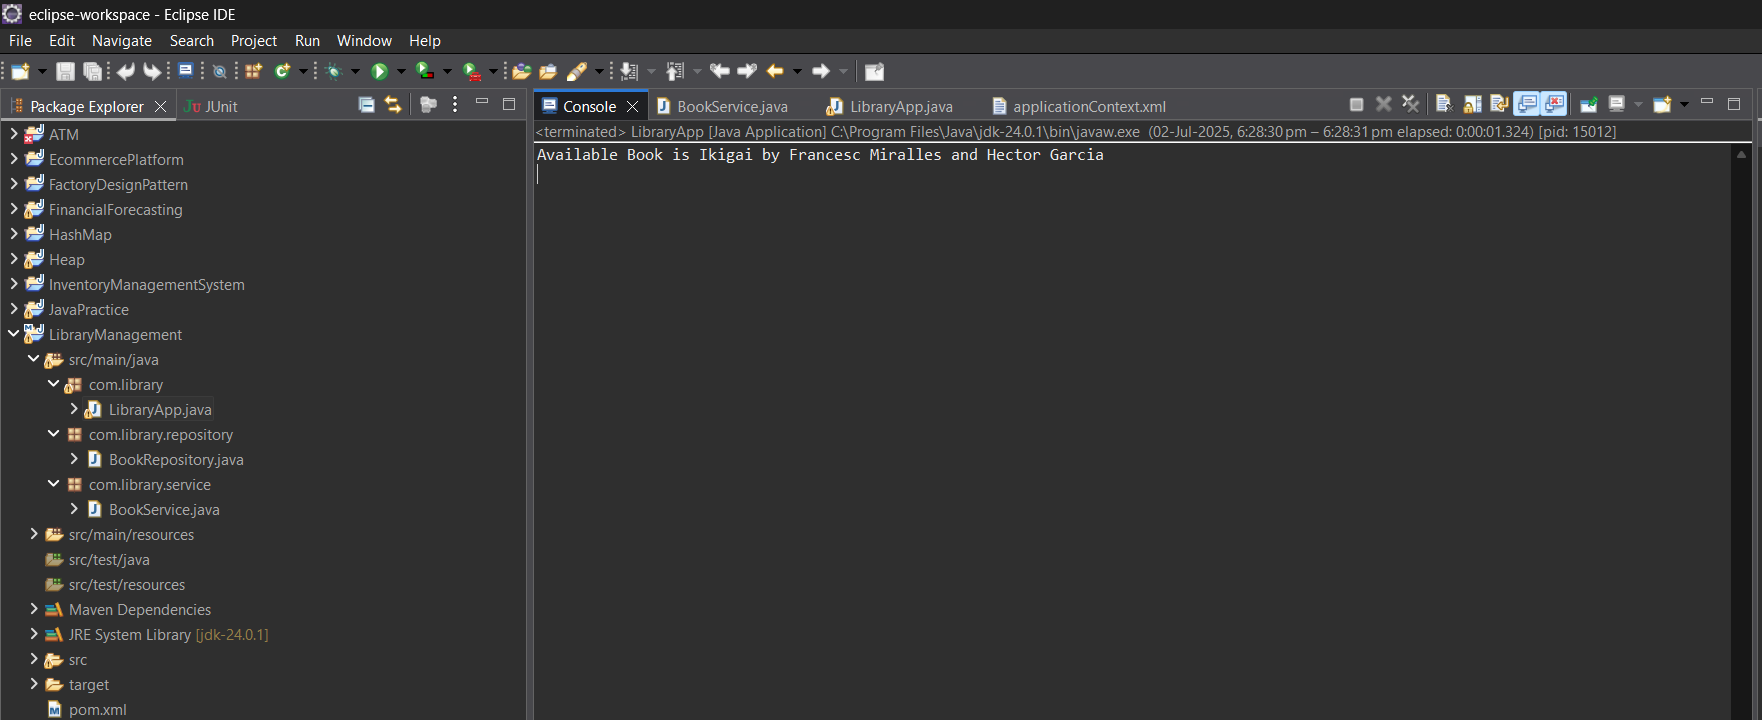 eclipse-workspace - Eclipse IDE
File Edit Navigate Search Project Run Window Help
Package Explorer JUnit
ATM
EcommercePlatform
FactoryDesignPattern
FinancialForecasting
HashMap
Heap
InventoryManagementSystem
JavaPractice
LibraryManagement
src/main/java
com.library
LibraryApp.java
com.library.repository
BookRepository.java
com.library.service
BookService.java
src/main/resources
src/test/java
src/test/resources
Maven Dependencies
JRE System Library [jdk-24.0.1]
src
target
pom.xml
Console BookService.java LibraryApp.java applicationContext.xml
<terminated> LibraryApp [Java Application] C:\Program Files\Java\jdk-24.0.1\bin\javaw.exe (02-Jul-2025, 6:28:30 pm – 6:28:31 pm elapsed: 0:00:01.324) [pid: 15012]
Available Book is Ikigai by Francesc Miralles and Hector Garcia